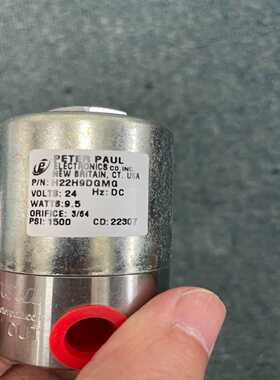 PETER PAUL
ELECTRONICS CO. INC.
NEW BRITAIN, CT. USA
P/N: H22H9DGMG
VOLTS: 24 Hz: DC
WATTS: 9.5
ORIFICE: 3/64
PSI: 1500 CD: 22307
OUT